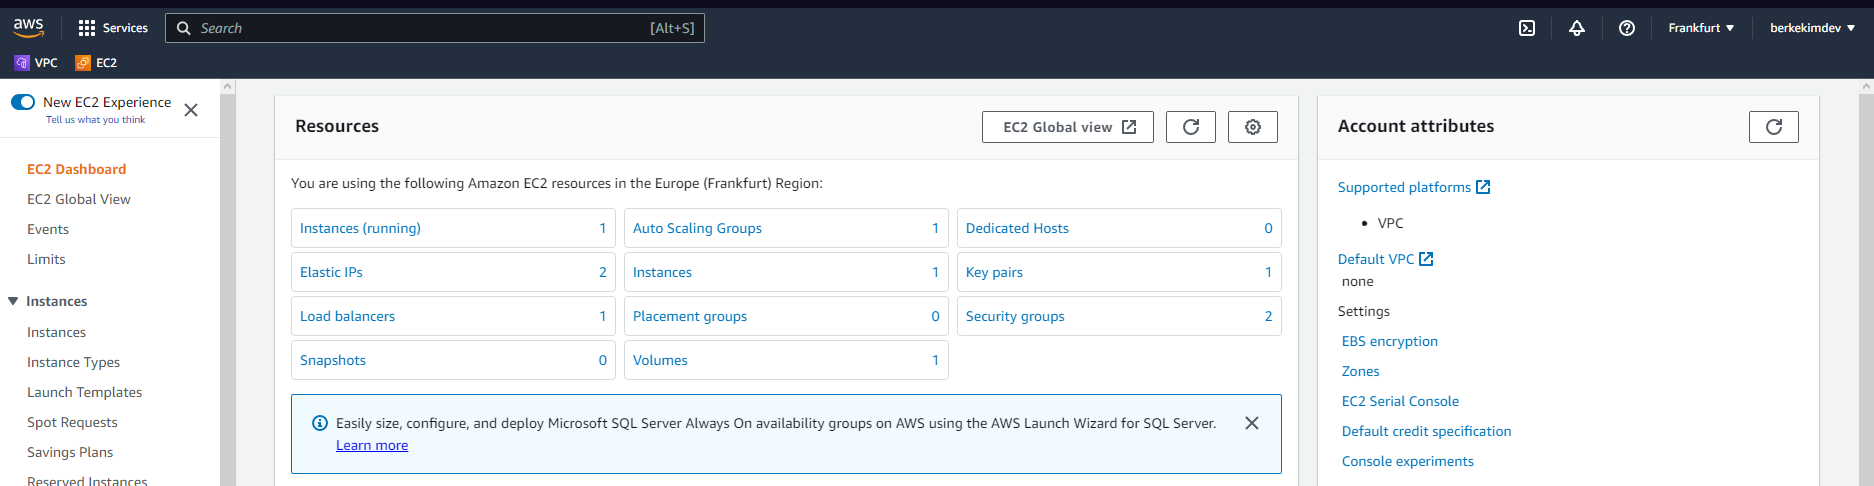 aws
Services
Search [Alt+S]
Frankfurt
berkekimdev
VPC
EC2
New EC2 Experience
Tell us what you think
EC2 Dashboard
EC2 Global View
Events
Limits
Instances
Instances
Instance Types
Launch Templates
Spot Requests
Savings Plans
Reserved Instances
Resources
EC2 Global view
You are using the following Amazon EC2 resources in the Europe (Frankfurt) Region:
Instances (running) 1
Auto Scaling Groups 1
Dedicated Hosts 0
Elastic IPs 2
Instances 1
Key pairs 1
Load balancers 1
Placement groups 0
Security groups 2
Snapshots 0
Volumes 1
Easily size, configure, and deploy Microsoft SQL Server Always On availability groups on AWS using the AWS Launch Wizard for SQL Server.
Learn more
Account attributes
Supported platforms
• VPC
Default VPC
none
Settings
EBS encryption
Zones
EC2 Serial Console
Default credit specification
Console experiments